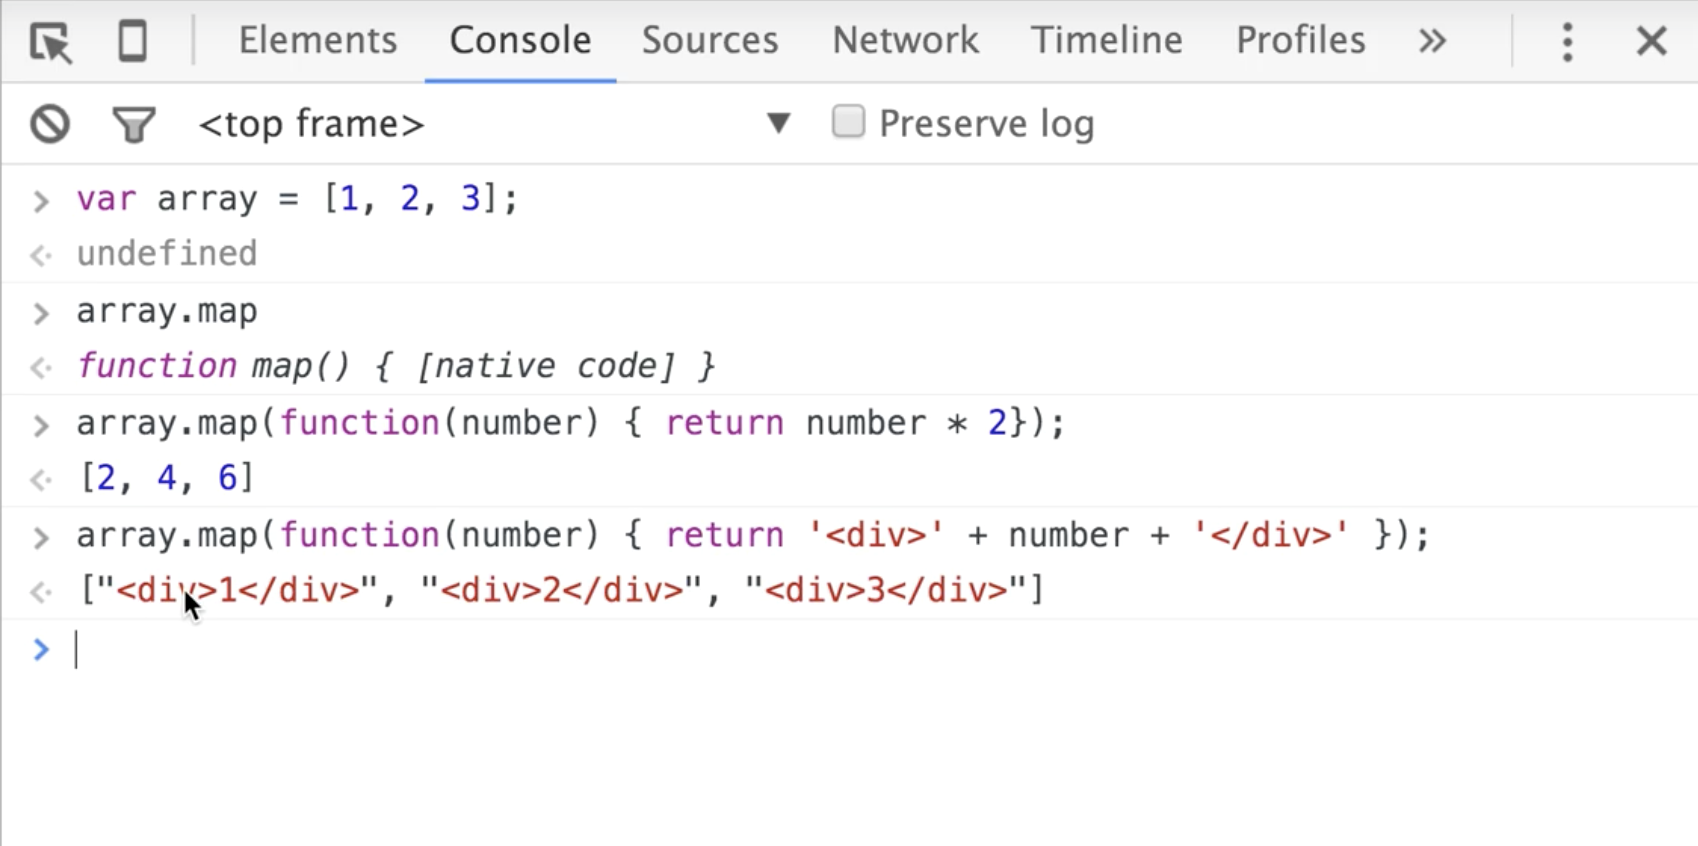 Elements Console Sources Network Timeline Profiles
<top frame> Preserve log
var array = [1, 2, 3];
undefined
array.map
function map() { [native code] }
array.map(function(number) { return number * 2});
[2, 4, 6]
array.map(function(number) { return '<div>' + number + '</div>' });
["<div>1</div>", "<div>2</div>", "<div>3</div>"]